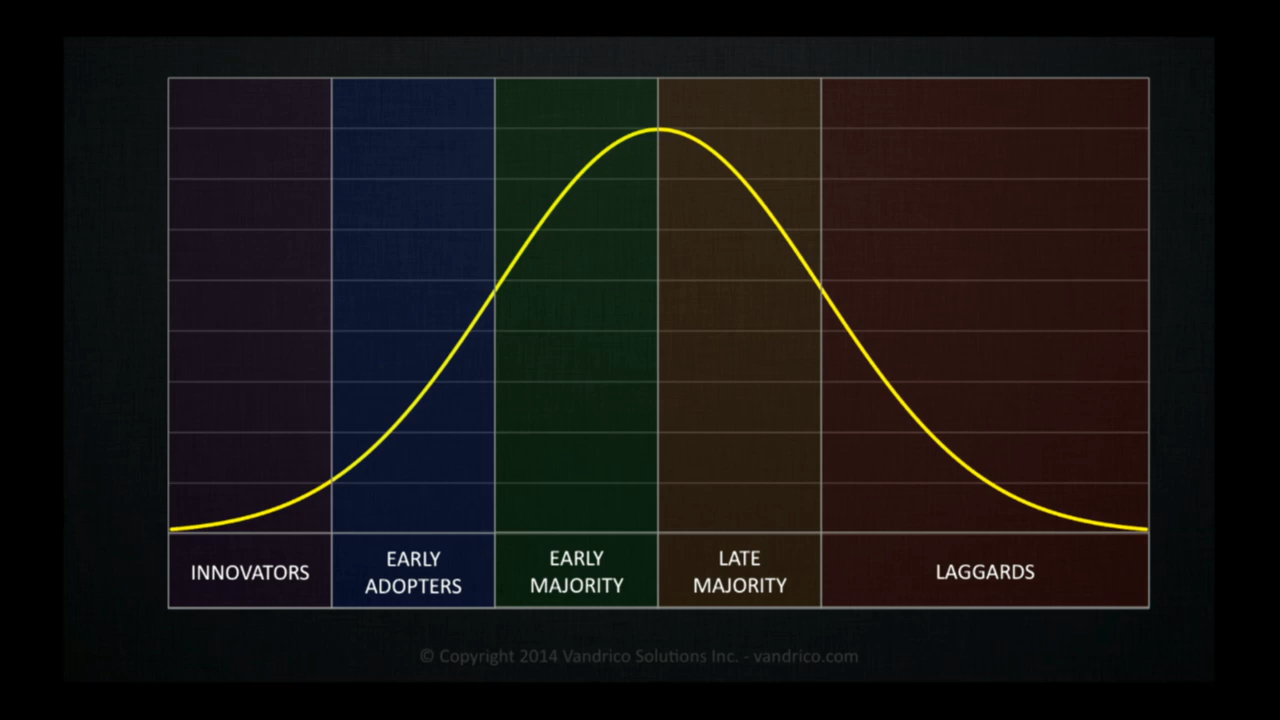 INNOVATORS
EARLY
ADOPTERS
EARLY
MAJORITY
LATE
MAJORITY
LAGGARDS
© Copyright 2014 Vandrico Solutions Inc. - vandrico.com